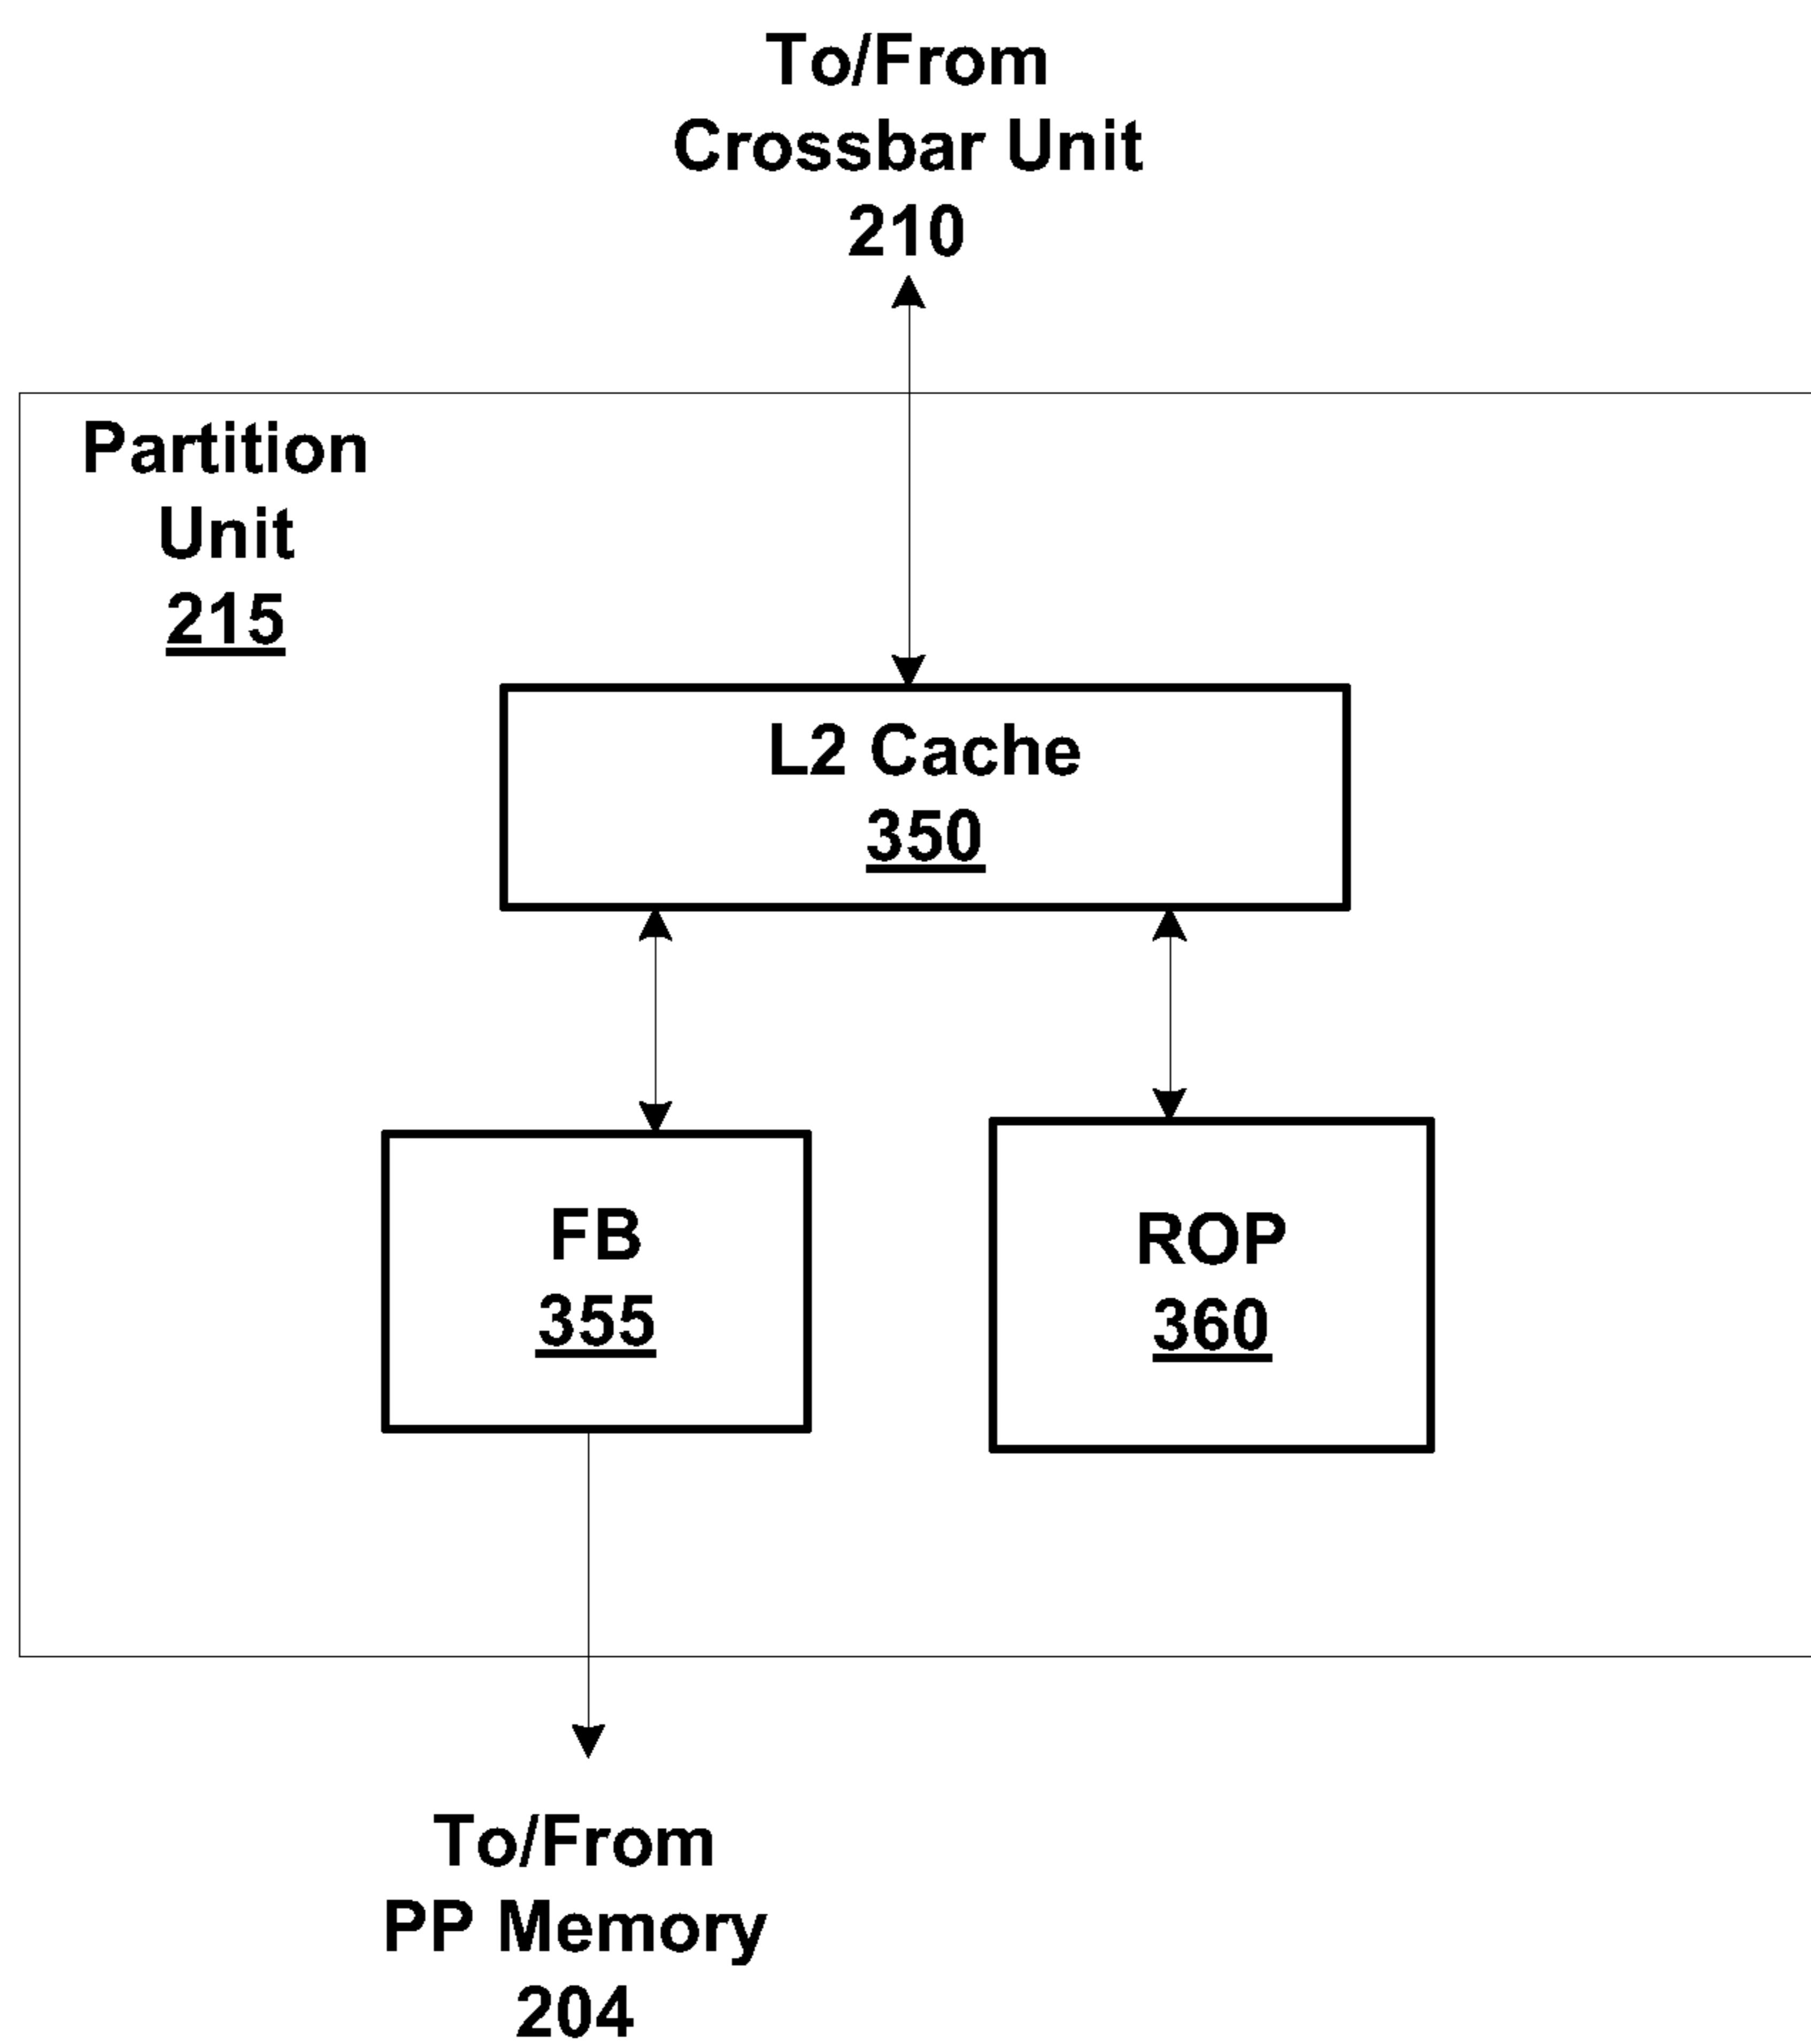 To/From
Crossbar Unit
210
Partition
Unit
215
L2 Cache
350
FB
355
ROP
360
To/From
PP Memory
204